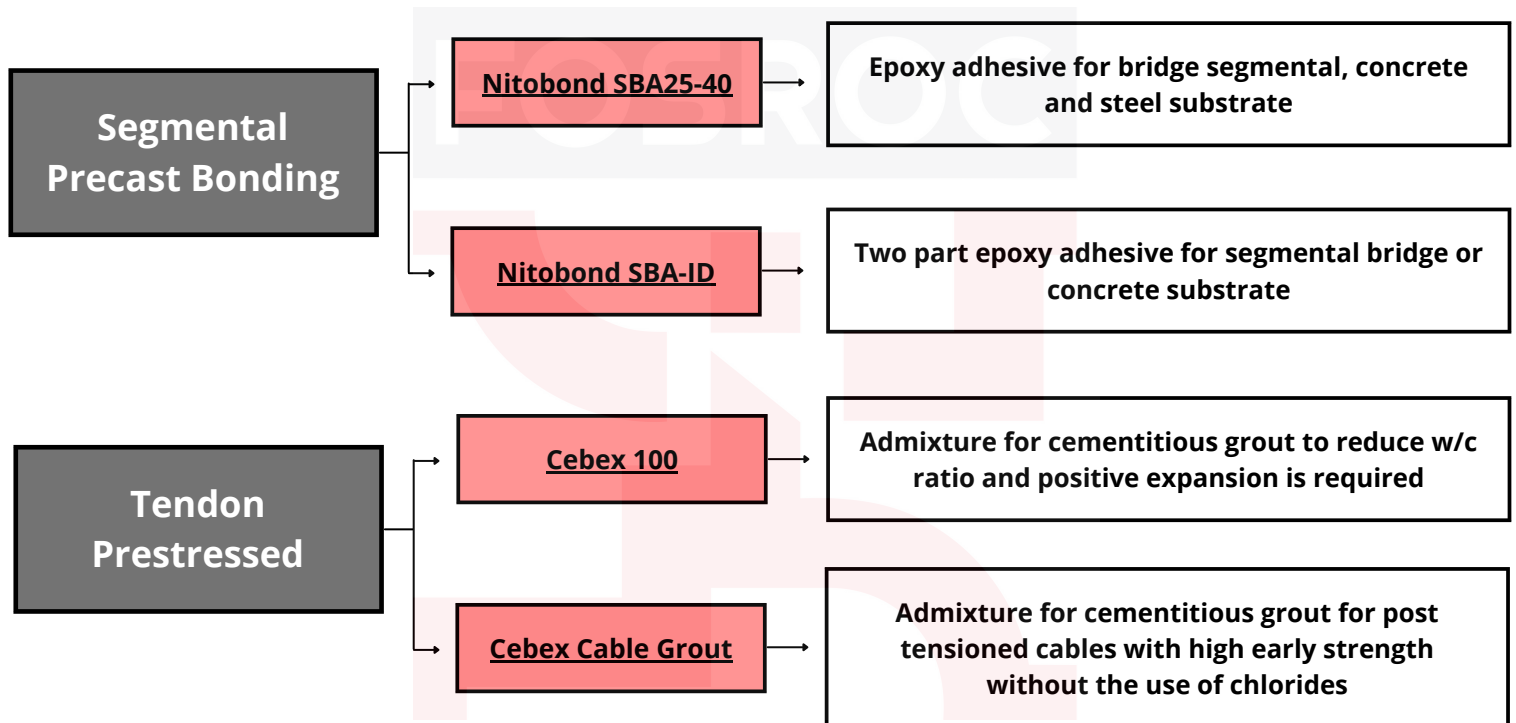 FOSROC
Segmental
Precast Bonding
Nitobond SBA25-40
Epoxy adhesive for bridge segmental, concrete
and steel substrate
Nitobond SBA-ID
Two part epoxy adhesive for segmental bridge or
concrete substrate
Tendon
Prestressed
Cebex 100
Admixture for cementitious grout to reduce w/c
ratio and positive expansion is required
Cebex Cable Grout
Admixture for cementitious grout for post
tensioned cables with high early strength
without the use of chlorides